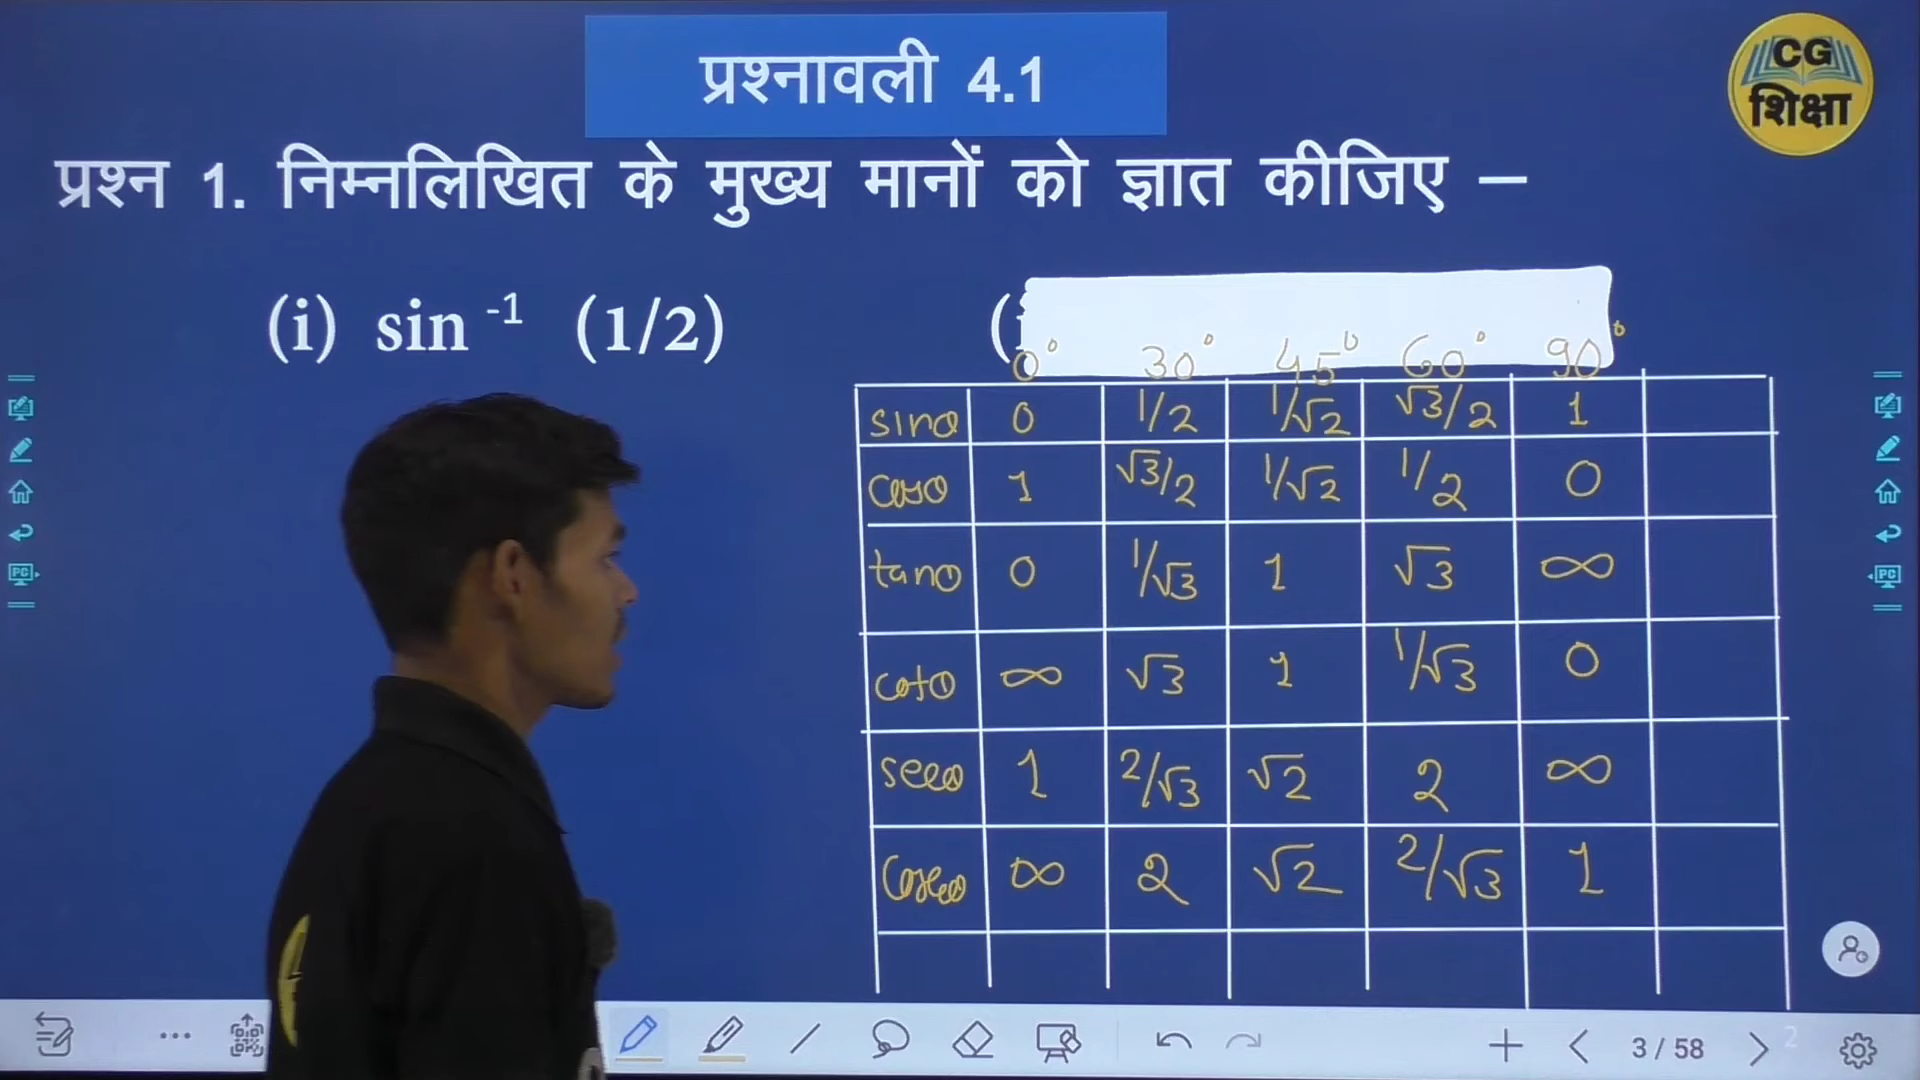 प्रश्नावली 4.1
CG
शिक्षा
प्रश्न 1. निम्नलिखित के मुख्य मानों को ज्ञात कीजिए –
(i) sin⁻¹ (1/2)
0° 30° 45° 60° 90°
sinθ 0 1/2 1/√2 √3/2 1
cosθ 1 √3/2 1/√2 1/2 0
tanθ 0 1/√3 1 √3 ∞
cotθ ∞ √3 1 1/√3 0
secθ 1 2/√3 √2 2 ∞
cosecθ ∞ 2 √2 2/√3 1
3 / 58
2
PC
PC